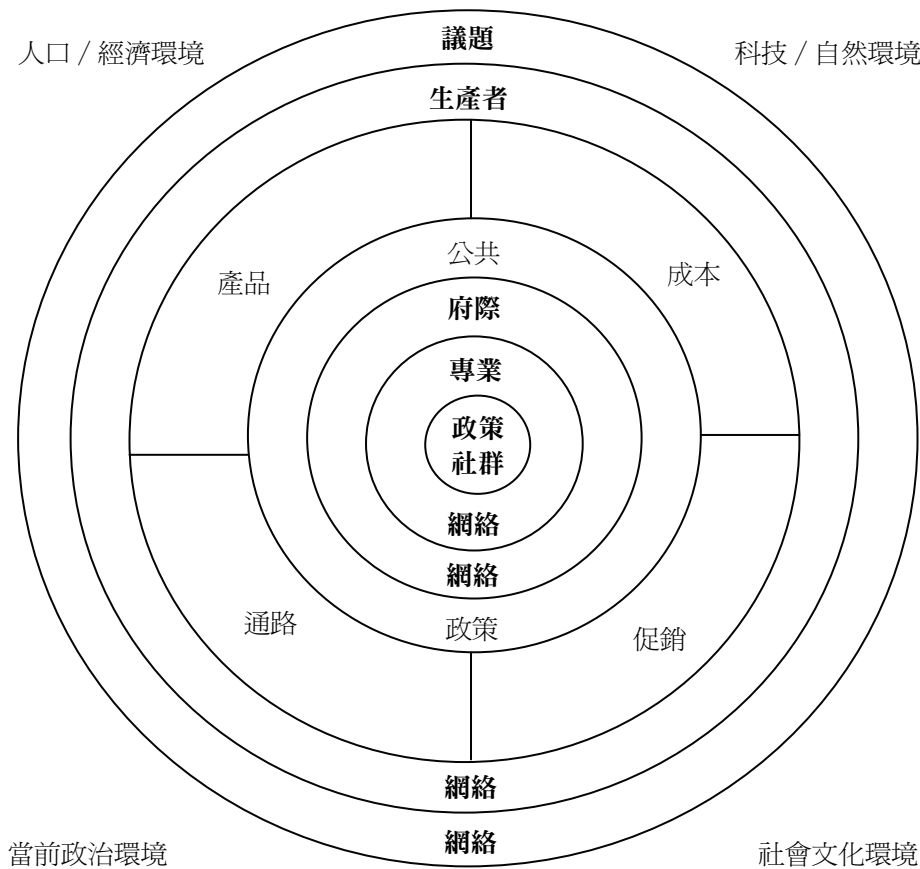 議題
人口 / 經濟環境
科技 / 自然環境
生產者
公共
產品
成本
府際
專業
政策
社群
網絡
網絡
通路
政策
促銷
網絡
網絡
當前政治環境
社會文化環境